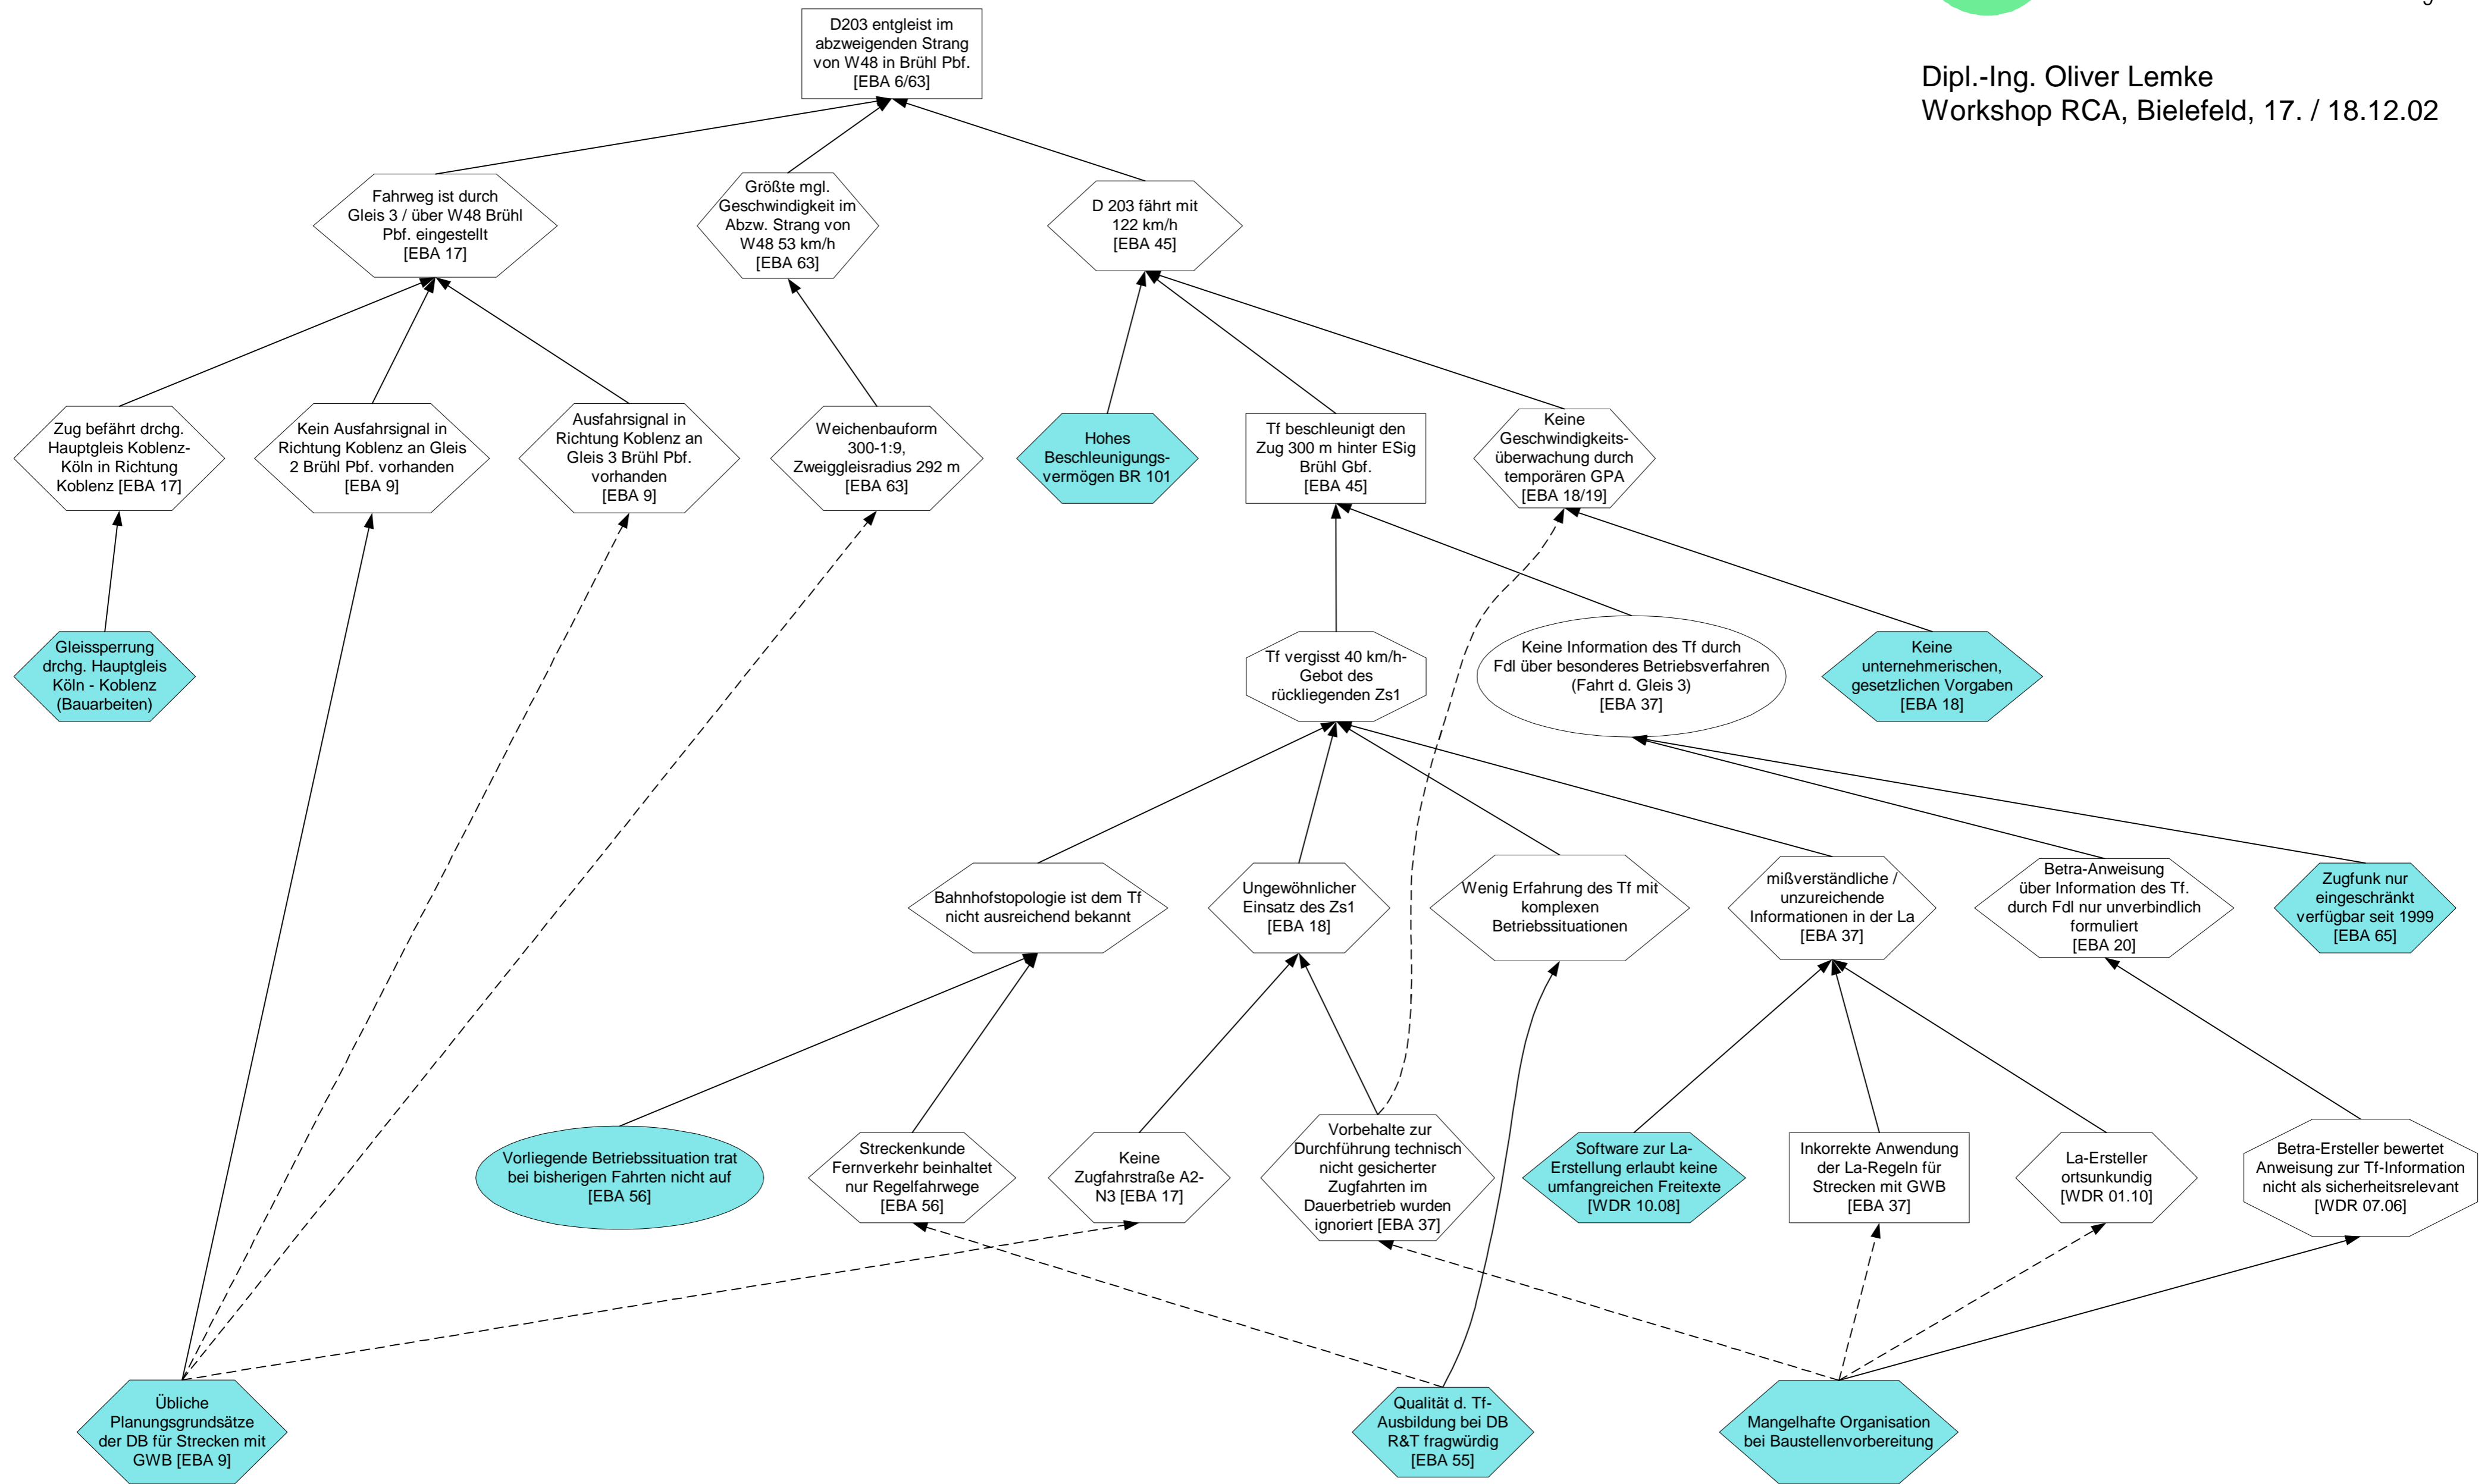 D203 entgleist im
abzweigenden Strang
von W48 in Brühl Pbf.
[EBA 6/63]
Dipl.-Ing. Oliver Lemke
Workshop RCA, Bielefeld, 17. / 18.12.02
Fahrweg ist durch
Gleis 3 / über W48 Brühl
Pbf. eingestellt
[EBA 17]
Größte mgl.
Geschwindigkeit im
Abzw. Strang von
W48 53 km/h
[EBA 63]
D 203 fährt mit
122 km/h
[EBA 45]
Zug befährt drchg.
Hauptgleis Koblenz-
Köln in Richtung
Koblenz [EBA 17]
Kein Ausfahrsignal in
Richtung Koblenz an Gleis
2 Brühl Pbf. vorhanden
[EBA 9]
Ausfahrsignal in
Richtung Koblenz an
Gleis 3 Brühl Pbf.
vorhanden
[EBA 9]
Weichenbauform
300-1:9,
Zweiggleisradius 292 m
[EBA 63]
Hohes
Beschleunigungs-
vermögen BR 101
Tf beschleunigt den
Zug 300 m hinter ESig
Brühl Gbf.
[EBA 45]
Keine
Geschwindigkeits-
überwachung durch
temporären GPA
[EBA 18/19]
Gleissperrung
drchg. Hauptgleis
Köln - Koblenz
(Bauarbeiten)
Tf vergisst 40 km/h-
Gebot des
rückliegenden Zs1
Keine Information des Tf durch
Fdl über besonderes Betriebsverfahren
(Fahrt d. Gleis 3)
[EBA 37]
Keine
unternehmerischen,
gesetzlichen Vorgaben
[EBA 18]
Bahnhofstopologie ist dem Tf
nicht ausreichend bekannt
Ungewöhnlicher
Einsatz des Zs1
[EBA 18]
Wenig Erfahrung des Tf mit
komplexen
Betriebssituationen
mißverständliche /
unzureichende
Informationen in der La
[EBA 37]
Betra-Anweisung
über Information des Tf.
durch Fdl nur unverbindlich
formuliert
[EBA 20]
Zugfunk nur
eingeschränkt
verfügbar seit 1999
[EBA 65]
Vorliegende Betriebssituation trat
bei bisherigen Fahrten nicht auf
[EBA 56]
Streckenkunde
Fernverkehr beinhaltet
nur Regelfahrwege
[EBA 56]
Keine
Zugfahrstraße A2-
N3 [EBA 17]
Vorbehalte zur
Durchführung technisch
nicht gesicherter
Zugfahrten im
Dauerbetrieb wurden
ignoriert [EBA 37]
Software zur La-
Erstellung erlaubt keine
umfangreichen Freitexte
[WDR 10.08]
Inkorrekte Anwendung
der La-Regeln für
Strecken mit GWB
[EBA 37]
La-Ersteller
ortsunkundig
[WDR 01.10]
Betra-Ersteller bewertet
Anweisung zur Tf-Information
nicht als sicherheitsrelevant
[WDR 07.06]
Übliche
Planungsgrundsätze
der DB für Strecken mit
GWB [EBA 9]
Qualität d. Tf-
Ausbildung bei DB
R&T fragwürdig
[EBA 55]
Mangelhafte Organisation
bei Baustellenvorbereitung